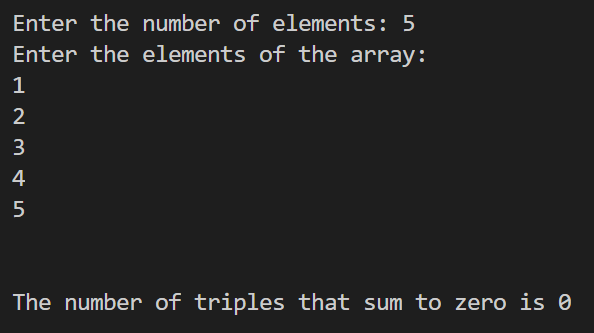 Enter the number of elements: 5
Enter the elements of the array:
1
2
3
4
5
The number of triples that sum to zero is 0